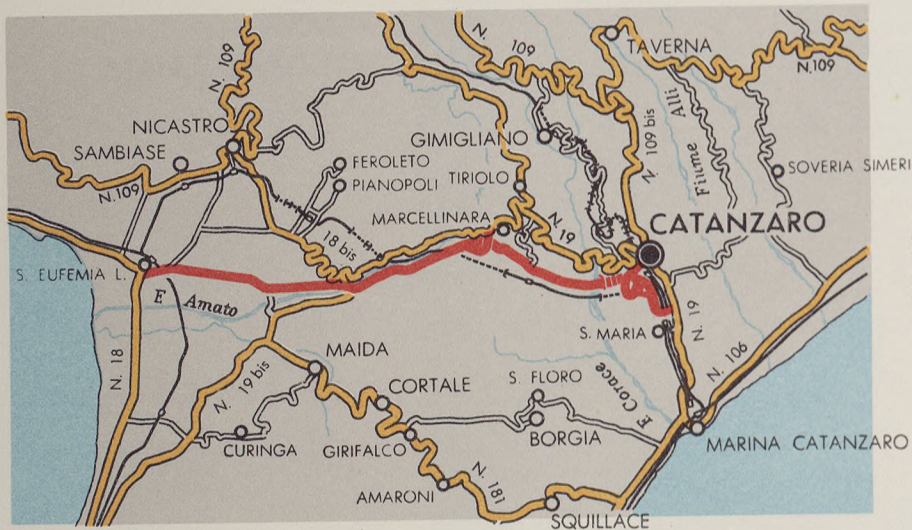 N. 109
N. 109
TAVERNA
N.109
NICASTRO
SAMBIASE
N.109
FEROLETO
PIANOPOLI
GIMIGLIANO
TIRIOLO
N. 109 bis
Fiume Alli
SOVERIA SIMERI
MARCELLINARA
N.19
CATANZARO
18 bis
S. EUFEMIA L.
E Amato
S. MARIA
N. 19
N. 106
N. 18
N. 19 bis
MAIDA
CORTALE
S. FLORO
E Corace
CURINGA
GIRIFALCO
BORGIA
MARINA CATANZARO
AMARONI
N. 181
SQUILLACE